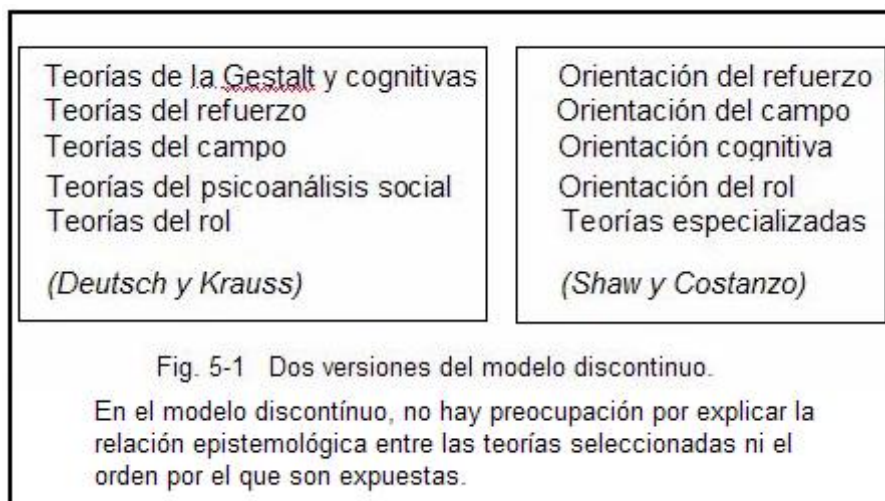 Teorías de la Gestalt y cognitivas
Teorías del refuerzo
Teorías del campo
Teorías del psicoanálisis social
Teorías del rol
(Deutsch y Krauss)
Orientación del refuerzo
Orientación del campo
Orientación cognitiva
Orientación del rol
Teorías especializadas
(Shaw y Costanzo)
Fig. 5-1 Dos versiones del modelo discontinuo.
En el modelo discontínuo, no hay preocupación por explicar la
relación epistemológica entre las teorías seleccionadas ni el
orden por el que son expuestas.